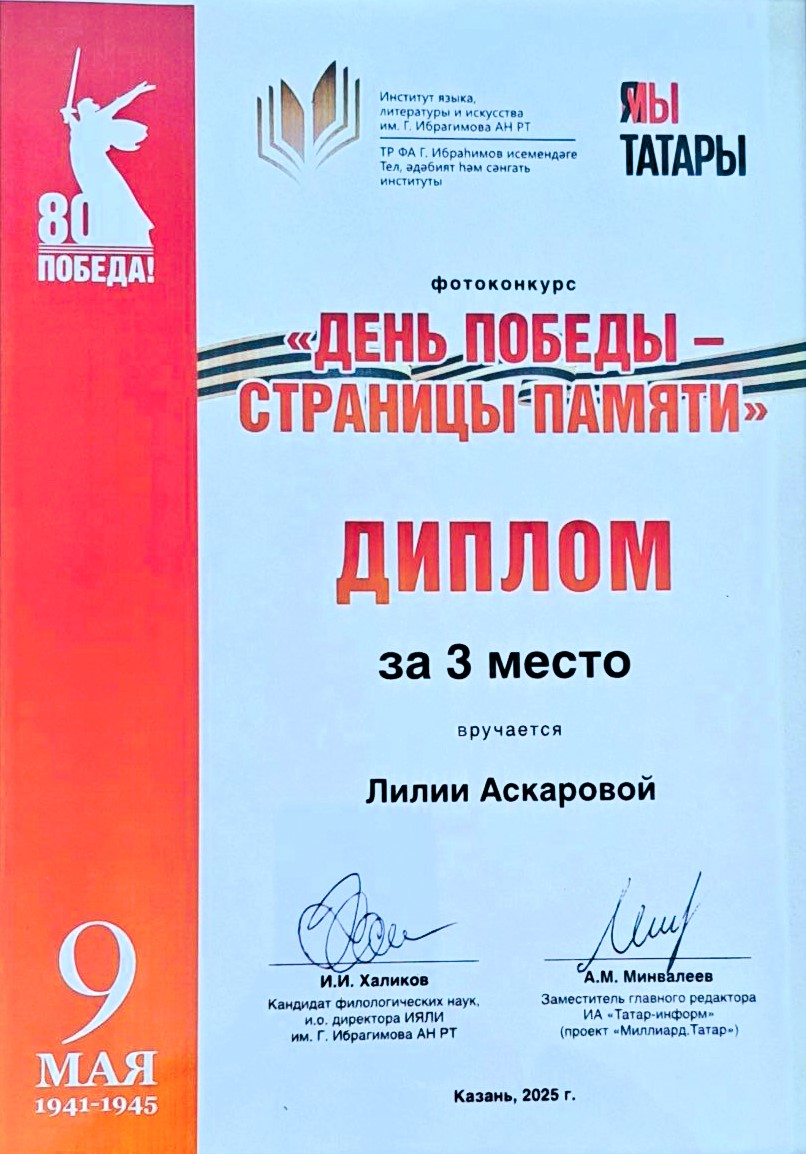 80
ПОБЕДА!
Институт языка,
литературы и искусства
им. Г. Ибрагимова АН РТ
ТР ФА Г. Ибраһимов исемендәге
Тел, әдәбият һәм сәнгать
институты
ЯМЫ
ТАТАРЫ
фотоконкурс
«ДЕНЬ ПОБЕДЫ –
СТРАНИЦЫ ПАМЯТИ»
ДИПЛОМ
за 3 место
вручается
Лилии Аскаровой
И.И. Халиков
Кандидат филологических наук,
и.о. директора ИЯЛИ
им. Г. Ибрагимова АН РТ
А.М. Минвалеев
Заместитель главного редактора
ИА «Татар-информ»
(проект «Миллиард.Татар»)
9
МАЯ
1941-1945
Казань, 2025 г.